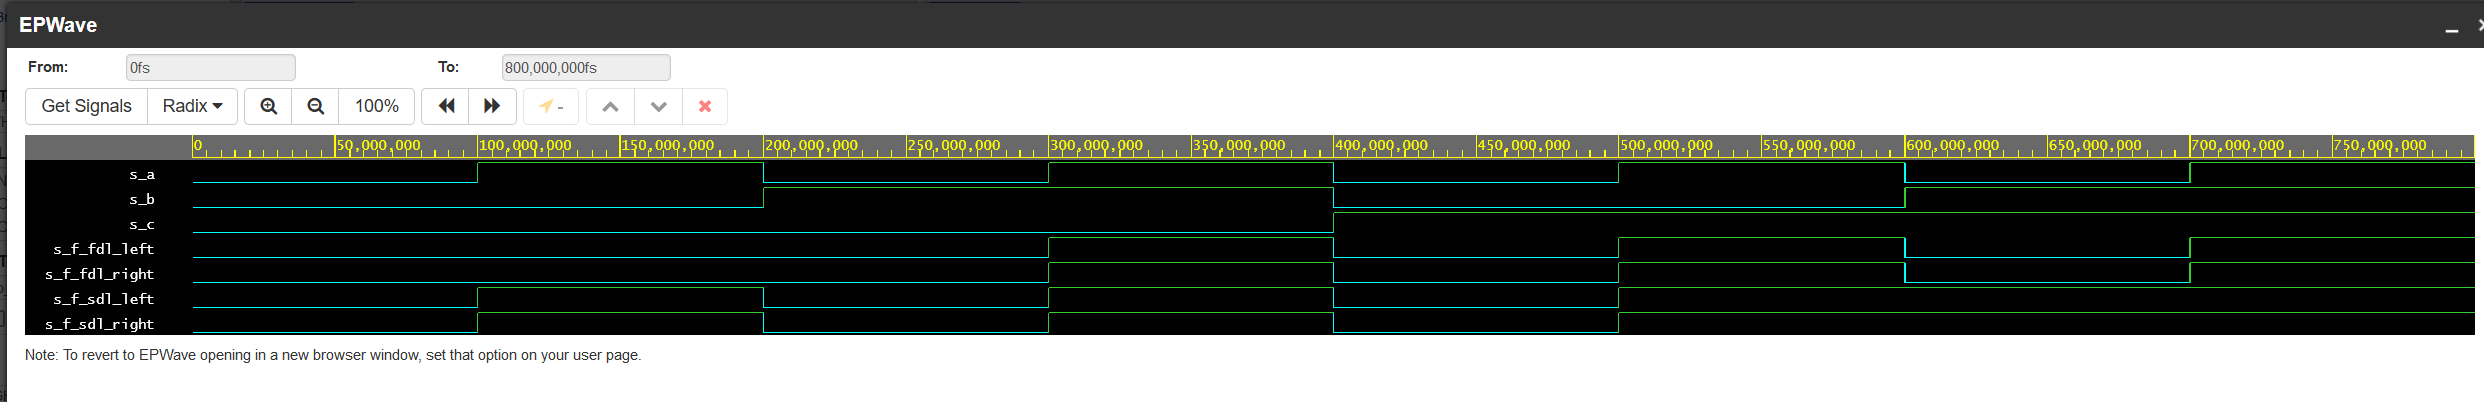 EPWave
From: 0fs To: 800,000,000fs
Get Signals Radix 100% -
0 50,000,000 100,000,000 150,000,000 200,000,000 250,000,000 300,000,000 350,000,000 400,000,000 450,000,000 500,000,000 550,000,000 600,000,000 650,000,000 700,000,000 750,000,000
s_a
s_b
s_c
s_f_fdl_left
s_f_fdl_right
s_f_sdl_left
s_f_sdl_right
Note: To revert to EPWave opening in a new browser window, set that option on your user page.